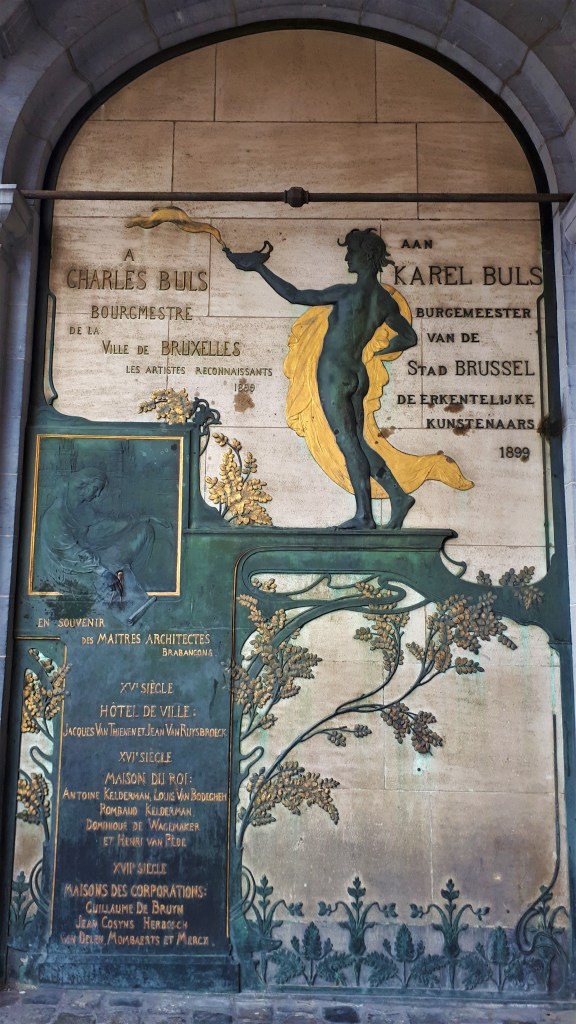 A
CHARLES BULS
BOURGMESTRE
DE LA
VILLE DE BRUXELLES
LES ARTISTES RECONNAISSANTS
1899
AAN
KAREL BULS
BURGEMEESTER
VAN DE
STAD BRUSSEL
DE ERKENTELIJKE
KUNSTENAARS
1899
EN SOUVENIR
DES MAITRES ARCHITECTES
BRABANÇONS
XVE SIÈCLE
HÔTEL DE VILLE:
JACQUES VAN THIENEN ET JEAN VAN RUYSBROECK
XVIE SIÈCLE
MAISON DU ROI:
ANTOINE KELDERMAN, LOUIS VAN BODEGHEM
ROMBAUD KELDERMAN
DOMINIQUE DE WAGEMAKER
ET HENRI VAN PÈDE
XVIIE SIÈCLE
MAISONS DES CORPORATIONS:
GUILLAUME DE BRUYN
JEAN COSYNS HERBOSCH
VAN DELEN MOMBAERTS ET MERCX